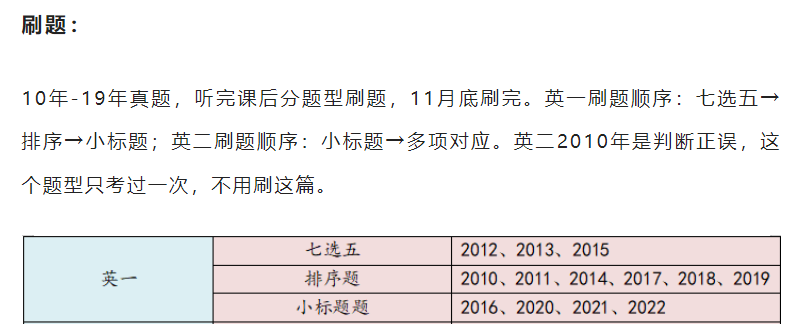 刷题：
10年-19年真题，听完课后分题型刷题，11月底刷完。英一刷题顺序：七选五→
排序→小标题；英二刷题顺序：小标题→多项对应。英二2010年是判断正误，这
个题型只考过一次，不用刷这篇。
七选五 2012、2013、2015
英一 排序题 2010、2011、2014、2017、2018、2019
小标题题 2016、2020、2021、2022